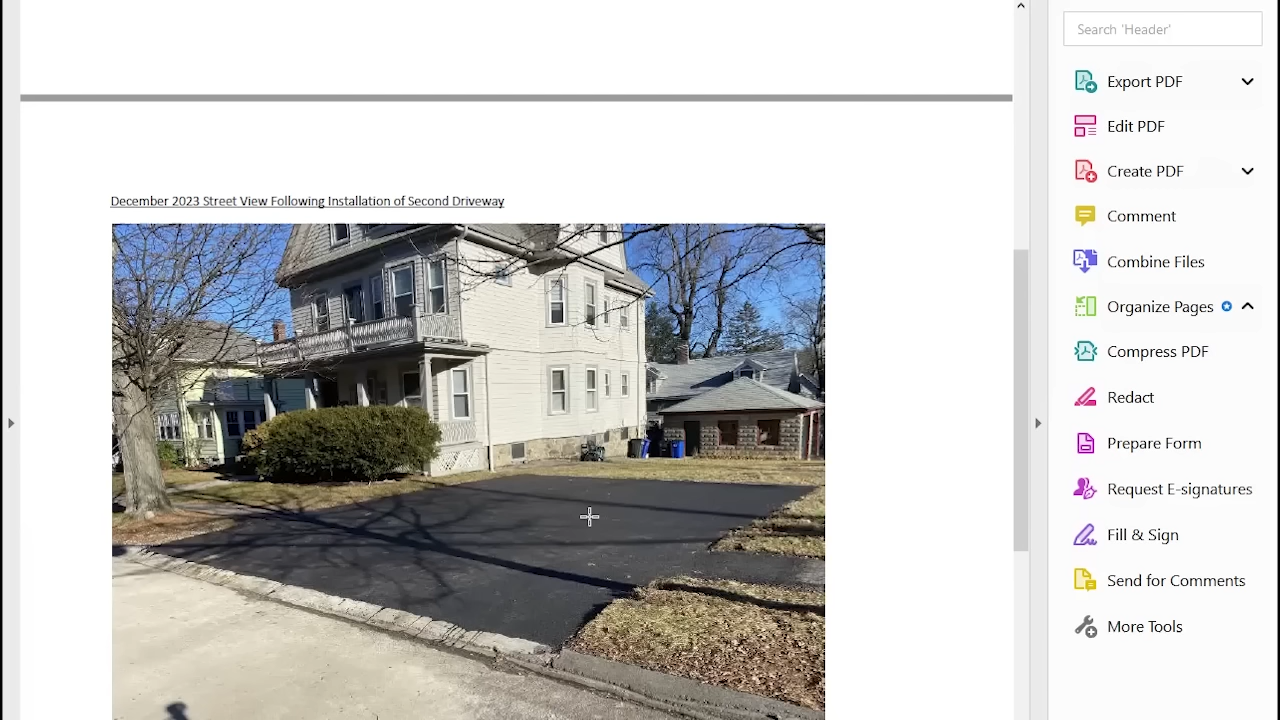 Search 'Header'
Export PDF
Edit PDF
Create PDF
Comment
Combine Files
Organize Pages
Compress PDF
Redact
Prepare Form
Request E-signatures
Fill & Sign
Send for Comments
More Tools
December 2023 Street View Following Installation of Second Driveway